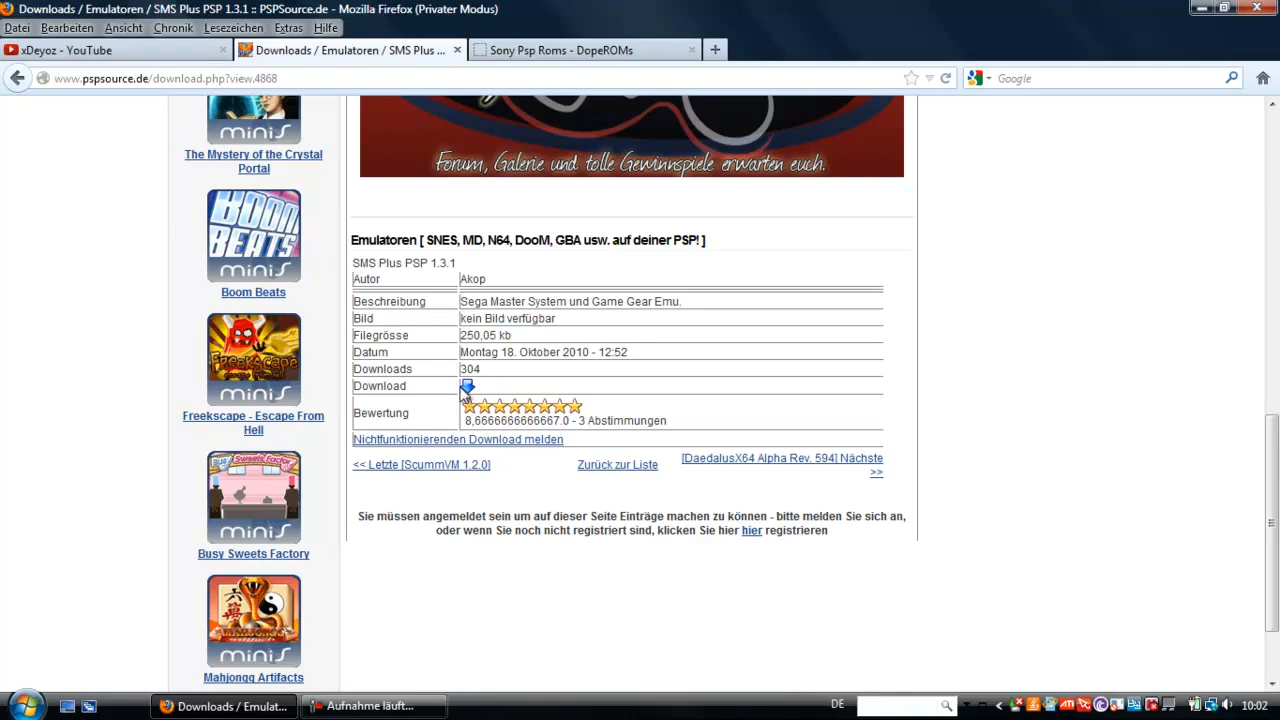 Downloads / Emulatoren / SMS Plus PSP 1.3.1 :: PSPSource.de - Mozilla Firefox (Privater Modus)
Datei Bearbeiten Ansicht Chronik Lesezeichen Extras Hilfe
xDeyoz - YouTube
Downloads / Emulatoren / SMS Plus ...
Sony Psp Roms - DopeROMs
www.pspsource.de/download.php?view.4868
Google
minis
The Mystery of the Crystal
Portal
BOOM
BEATS
minis
Boom Beats
FREEKSCAPE
minis
Freekscape - Escape From
Hell
Busy Sweets Factory
minis
Busy Sweets Factory
MAHJONGG
ARTIFACTS
minis
Mahjongg Artifacts
Forum, Galerie und tolle Gewinnspiele erwarten euch.
Emulatoren [ SNES, MD, N64, DooM, GBA usw. auf deiner PSP! ]
SMS Plus PSP 1.3.1
Autor Akop
Beschreibung Sega Master System und Game Gear Emu.
Bild kein Bild verfügbar
Filegrösse 250,05 kb
Datum Montag 18. Oktober 2010 - 12:52
Downloads 304
Download
Bewertung 8,6666666666667.0 - 3 Abstimmungen
Nichtfunktionierenden Download melden
<< Letzte [ScummVM 1.2.0] Zurück zur Liste [DaedalusX64 Alpha Rev. 594] Nächste
>>
Sie müssen angemeldet sein um auf dieser Seite Einträge machen zu können - bitte melden Sie sich an,
oder wenn Sie noch nicht registriert sind, klicken Sie hier hier registrieren
Downloads / Emulat...
Aufnahme läuft...
DE
10:02